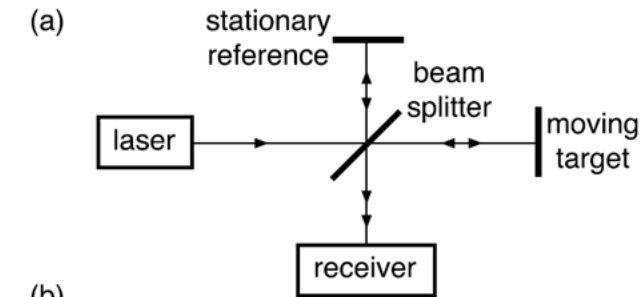 (a)
stationary
reference
beam
splitter
laser
moving
target
receiver
(b)